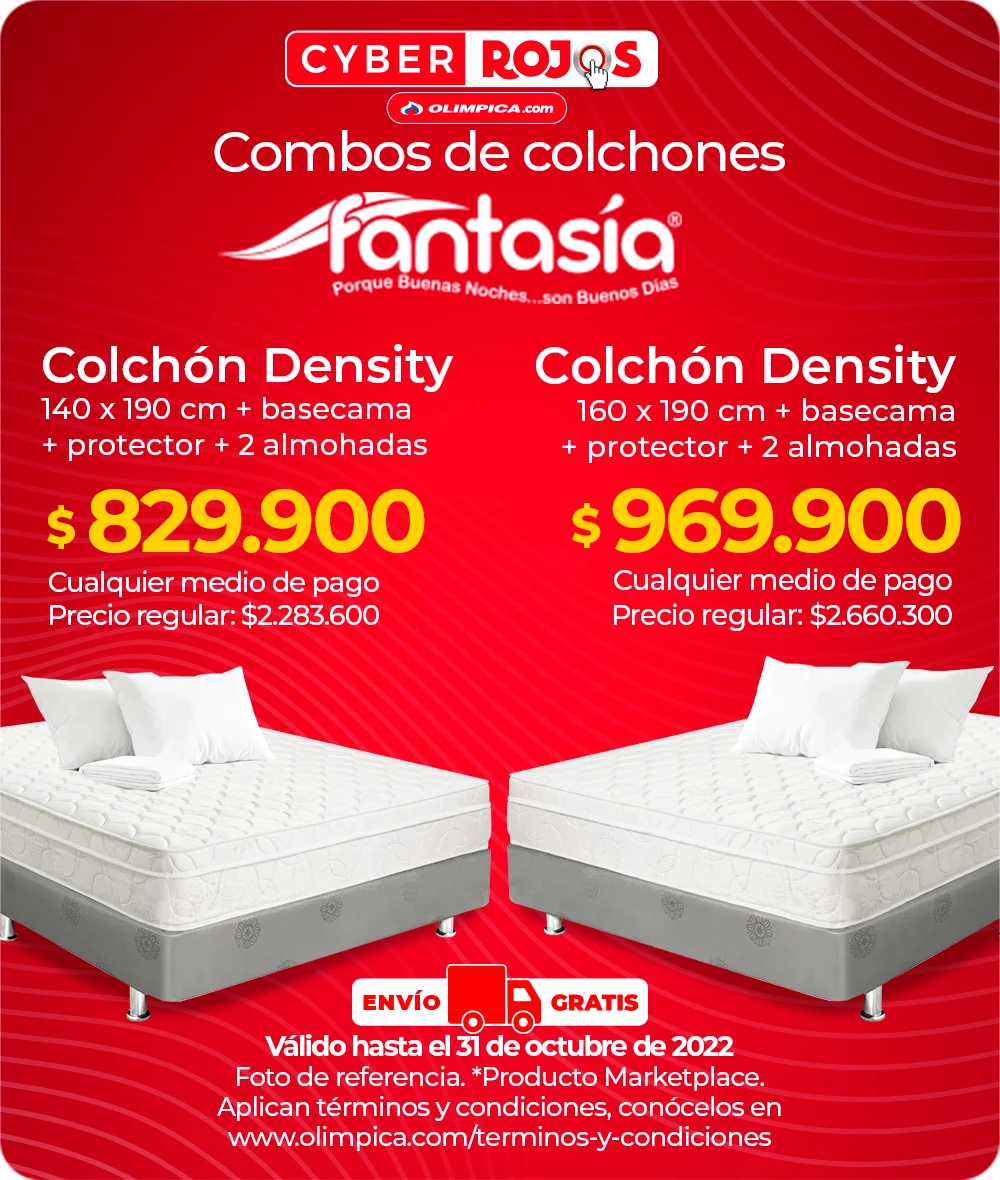 CYBER ROJOS
OLIMPICA.com
Combos de colchones
fantasía®
Porque Buenas Noches...son Buenos Días
Colchón Density
140 x 190 cm + basecama
+ protector + 2 almohadas
$ 829.900
Cualquier medio de pago
Precio regular: $2.283.600
Colchón Density
160 x 190 cm + basecama
+ protector + 2 almohadas
$ 969.900
Cualquier medio de pago
Precio regular: $2.660.300
ENVÍO GRATIS
Válido hasta el 31 de octubre de 2022
Foto de referencia. *Producto Marketplace.
Aplican términos y condiciones, conócelos en
www.olimpica.com/terminos-y-condiciones